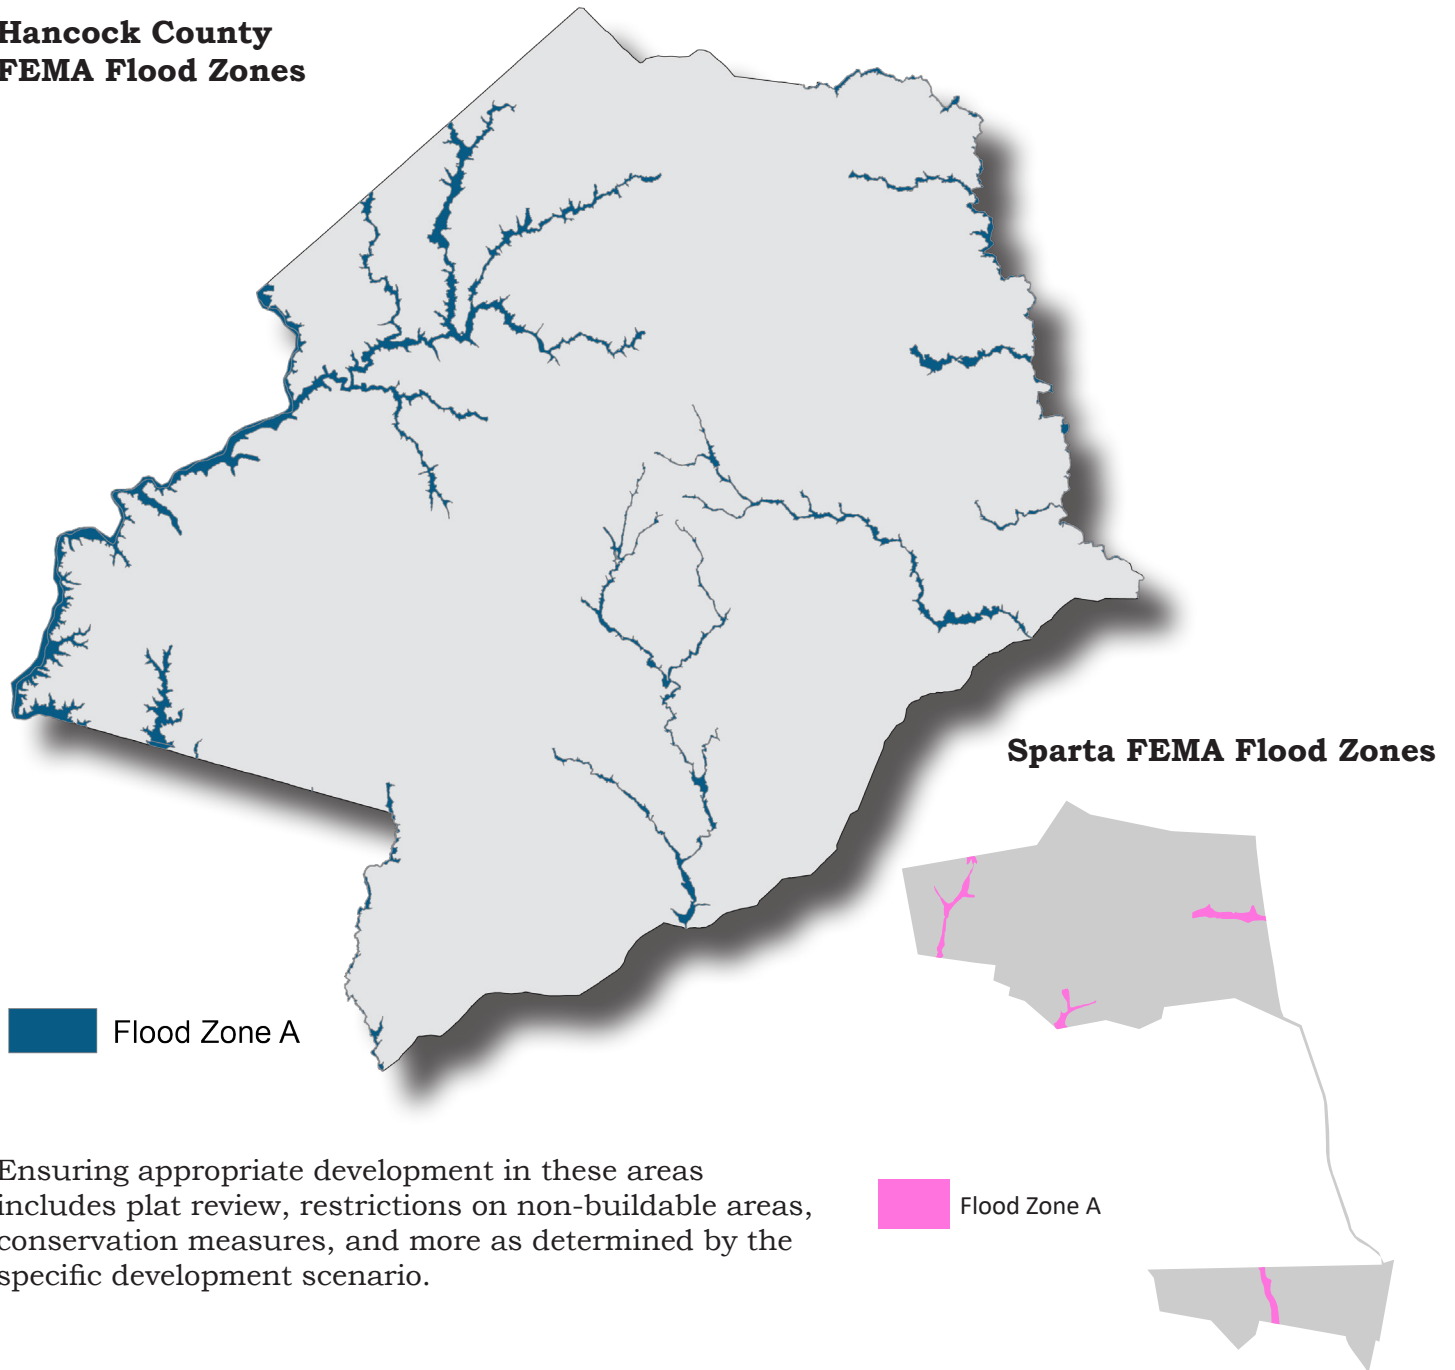 Hancock County
FEMA Flood Zones
Sparta FEMA Flood Zones
Flood Zone A
Ensuring appropriate development in these areas
includes plat review, restrictions on non-buildable areas,
conservation measures, and more as determined by the
specific development scenario.
Flood Zone A